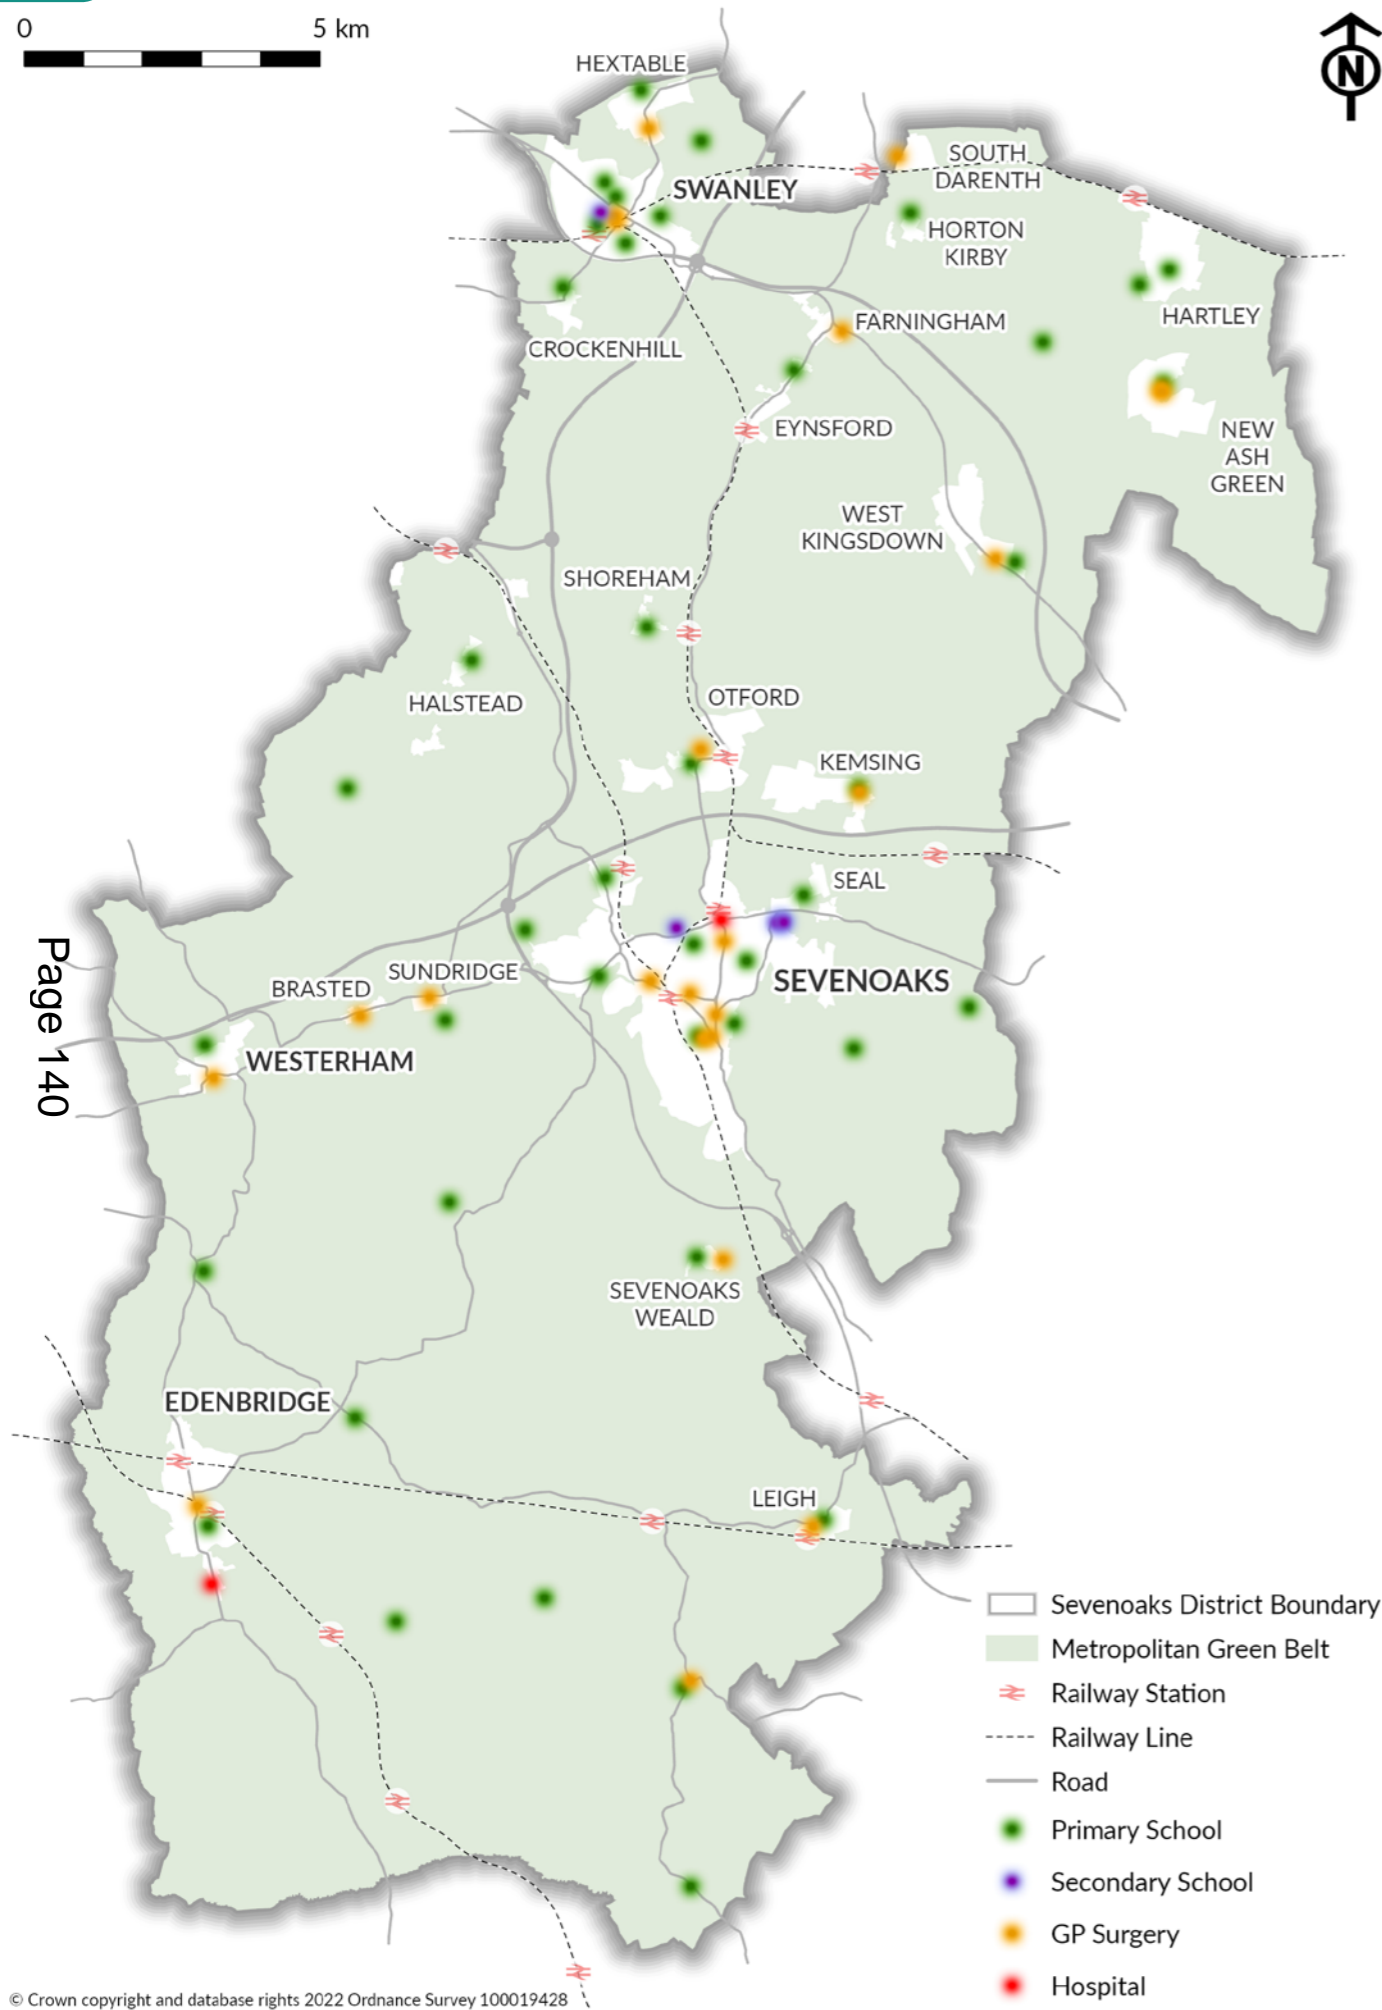 0 5 km
N
HEXTABLE
SOUTH
DARENTH
SWANLEY
HORTON
KIRBY
HARTLEY
FARNINGHAM
CROCKENHILL
EYNSFORD
NEW
ASH
GREEN
WEST
KINGSDOWN
SHOREHAM
HALSTEAD
OTFORD
KEMSING
SEAL
Page 140
SUNDRIDGE
BRASTED
SEVENOAKS
WESTERHAM
SEVENOAKS
WEALD
EDENBRIDGE
LEIGH
Sevenoaks District Boundary
Metropolitan Green Belt
Railway Station
Railway Line
Road
Primary School
Secondary School
GP Surgery
Hospital
© Crown copyright and database rights 2022 Ordnance Survey 100019428